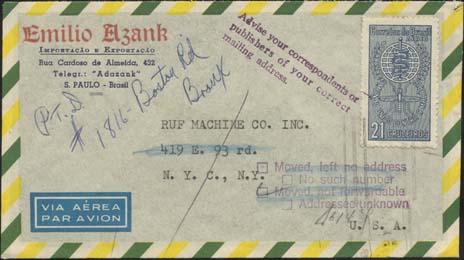 Emilio Azank
IMPORTAÇÃO E EXPORTAÇÃO
Rua Cardoso de Almeida, 432
Telegr.: "Adazank"
S. PAULO - Brasil
Advise your correspondents or
publishers of your correct
mailing address.
Correio do Brasil
21 CRUZEIROS
1816 Boston Rd
Bronx
RUF MACHINE CO. INC.
419 E. 93 rd.
N. Y. C., N.Y.
U. S. A.
Moved, left no address
No such number
Moved, not forwardable
Addressee unknown
VIA AÉREA
PAR AVION